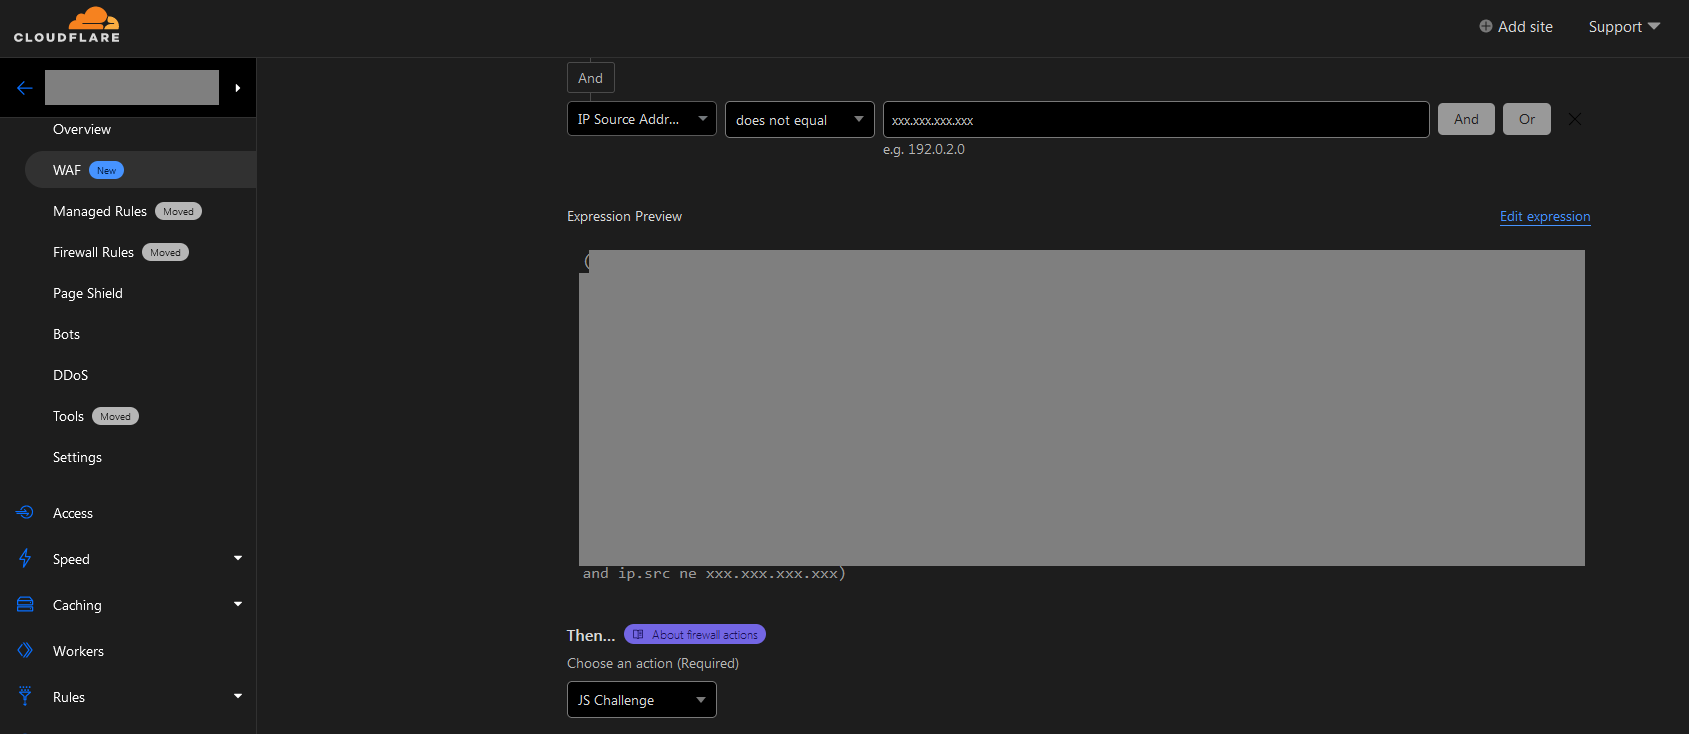 CLOUDFLARE
Add site
Support
Overview
WAF New
Managed Rules Moved
Firewall Rules Moved
Page Shield
Bots
DDoS
Tools Moved
Settings
Access
Speed
Caching
Workers
Rules
And
IP Source Addr...
does not equal
xxx.xxx.xxx.xxx
And
Or
e.g. 192.0.2.0
Expression Preview
Edit expression
(
and ip.src ne xxx.xxx.xxx.xxx)
Then...
About firewall actions
Choose an action (Required)
JS Challenge